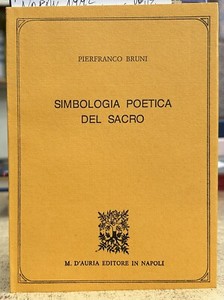 PIERFRANCO BRUNI
SIMBOLOGIA POETICA
DEL SACRO
M. D'AURIA EDITORE IN NAPOLI